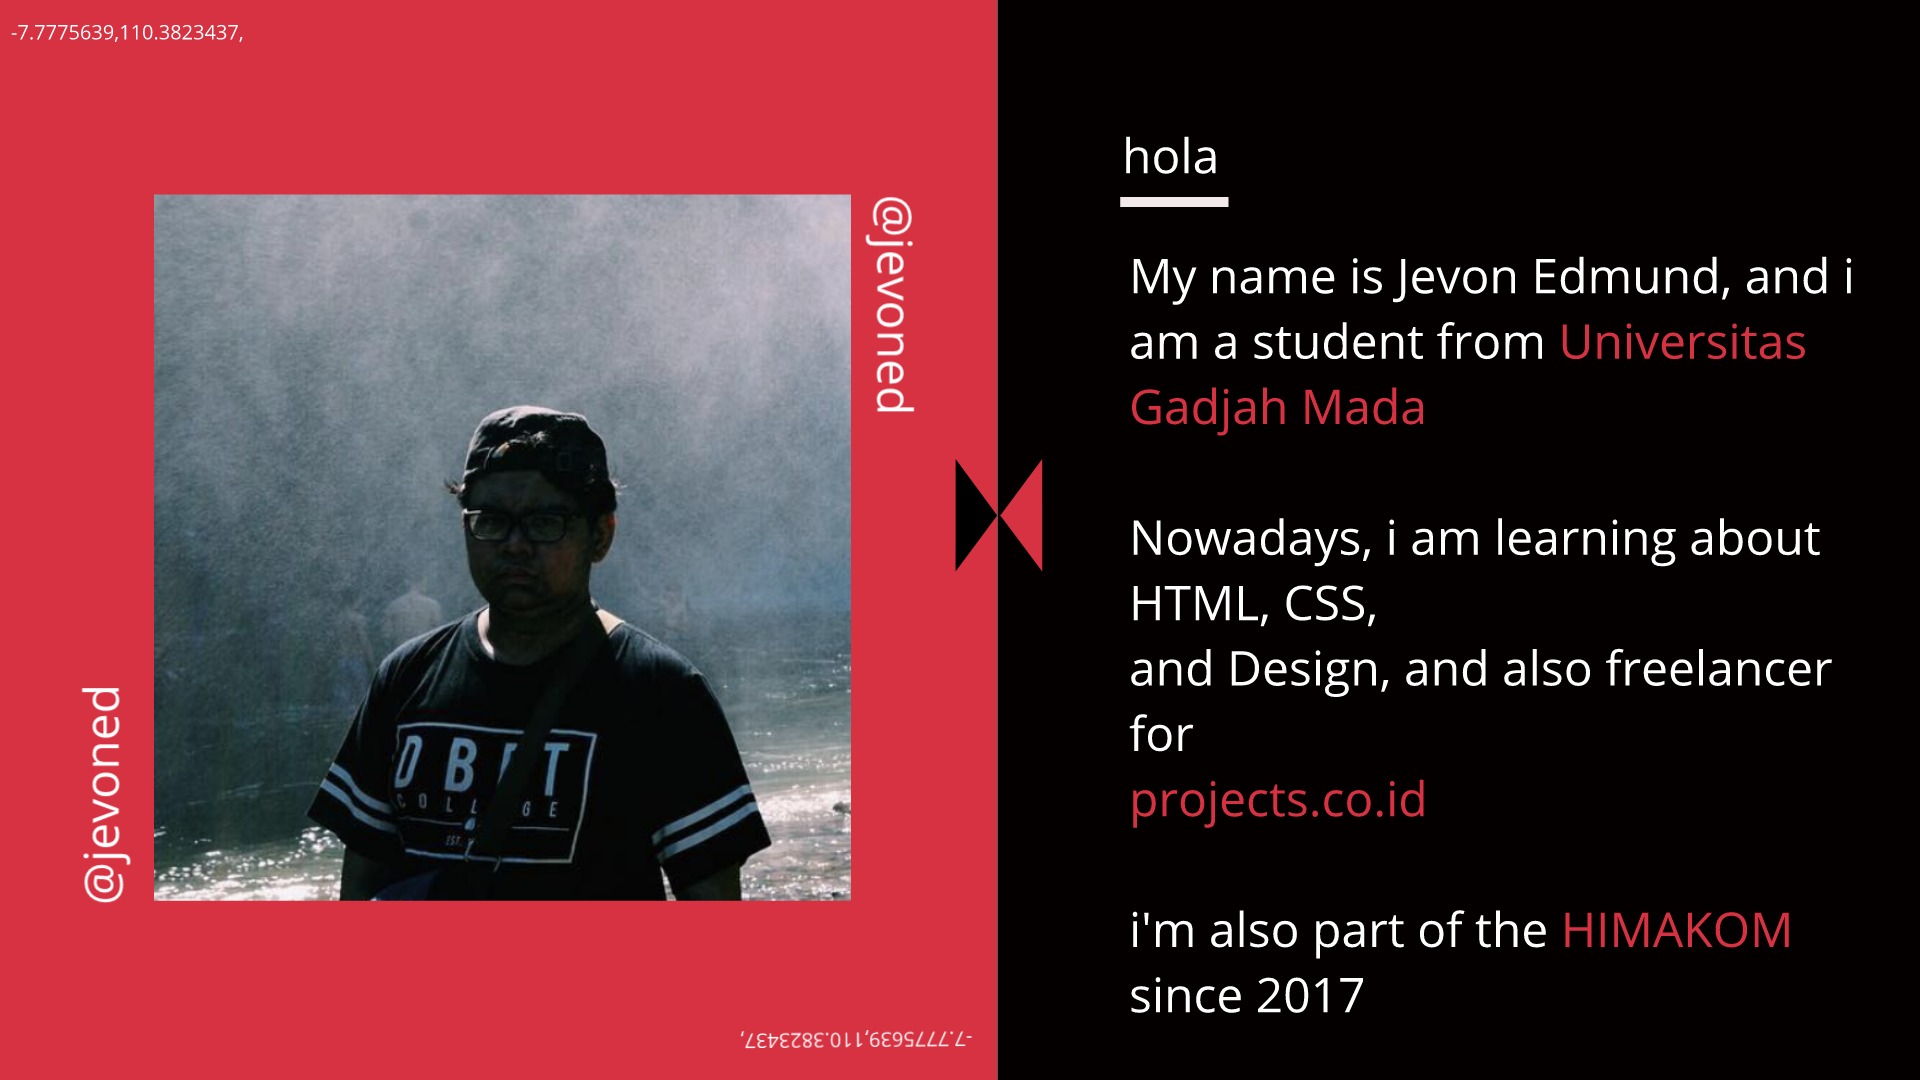 -7.7775639,110.3823437,
@jevoned
@jevoned
D B
T
C O L
G E
EST.
-7.7775639,110.3823437,
hola
My name is Jevon Edmund, and i
am a student from Universitas
Gadjah Mada
Nowadays, i am learning about
HTML, CSS,
and Design, and also freelancer
for
projects.co.id
i'm also part of the HIMAKOM
since 2017